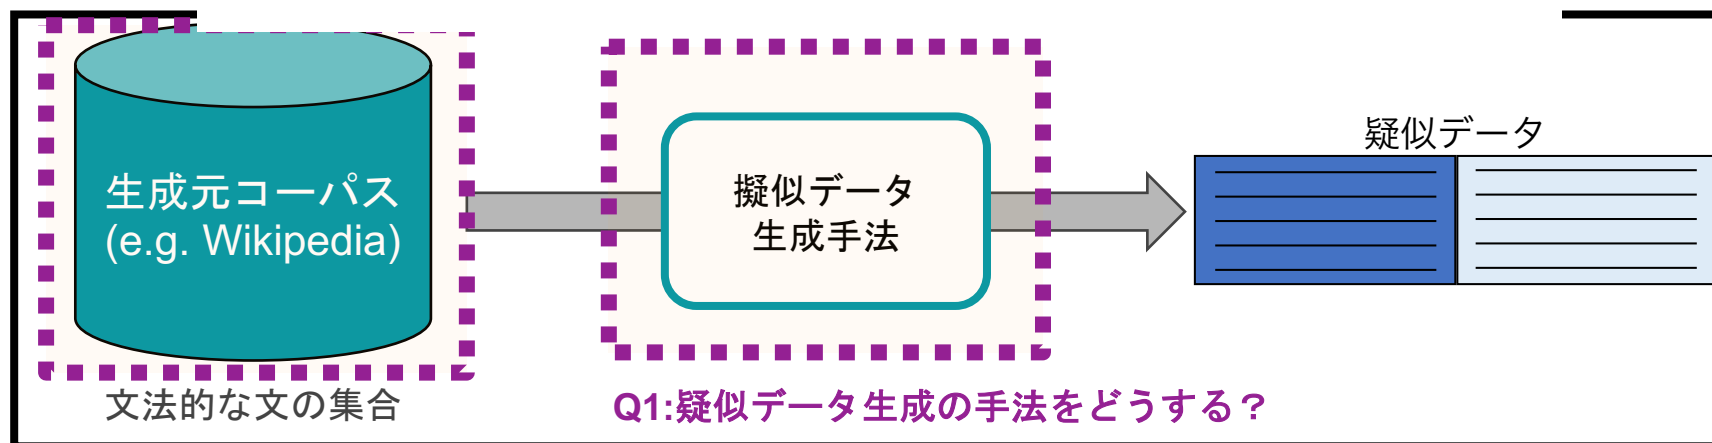 生成元コーパス
(e.g. Wikipedia)
文法的な文の集合
擬似データ
生成手法
Q1:疑似データ生成の手法をどうする？
疑似データ